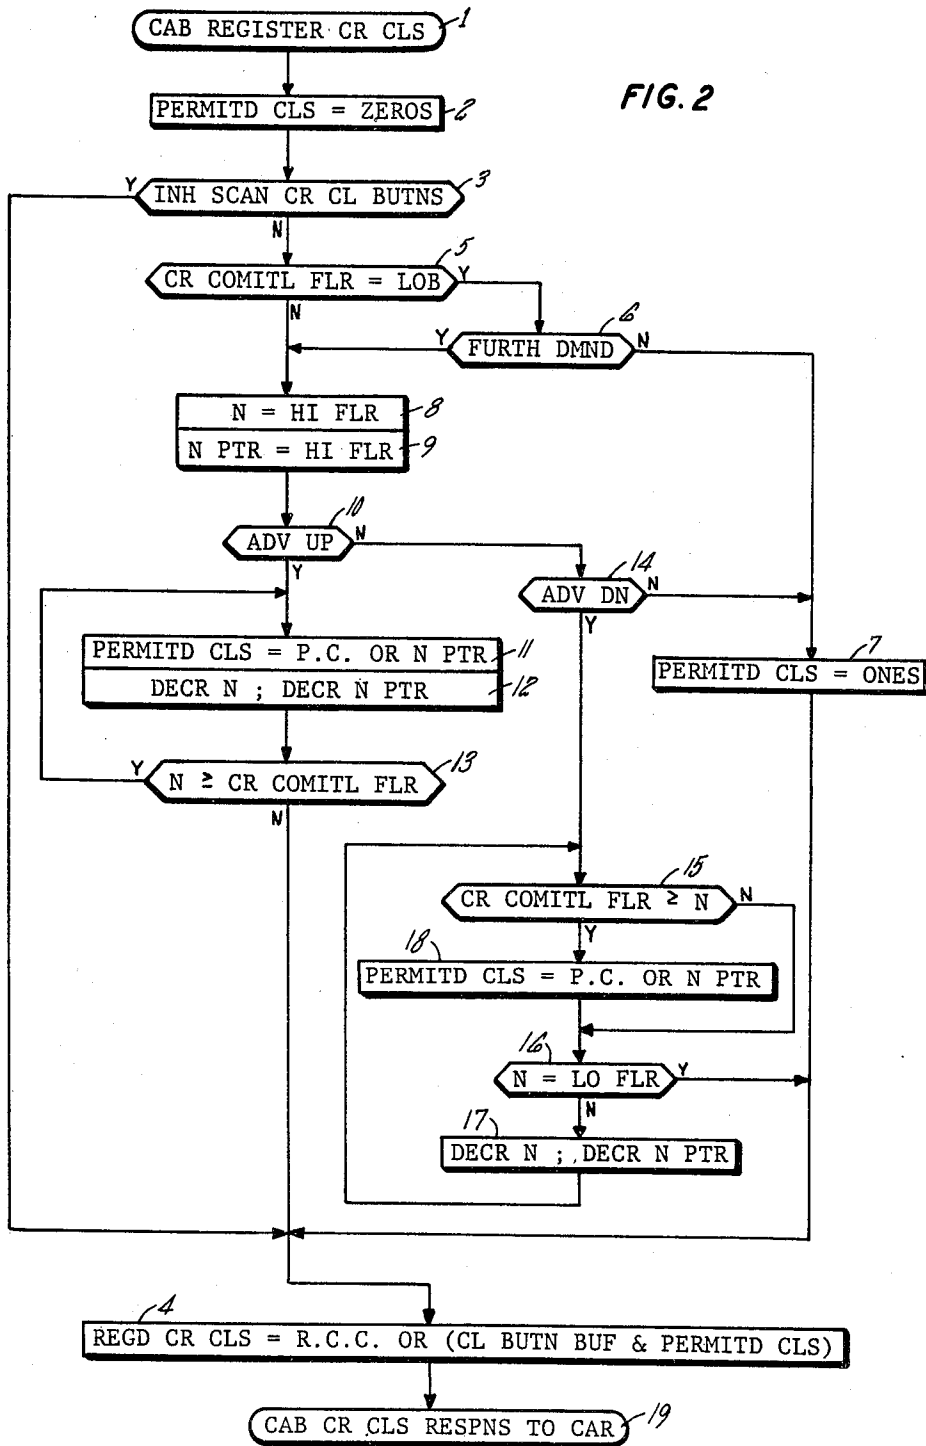 CAB REGISTER CR CLS
1
FIG. 2
PERMITD CLS = ZEROS
2
Y
INH SCAN CR CL BUTNS
3
N
CR COMITL FLR = LOB
5
Y
N
FURTH DMND
6
Y
N
N = HI FLR
8
N PTR = HI FLR
9
ADV UP
10
N
Y
ADV DN
14
N
Y
PERMITD CLS = P.C. OR N PTR
11
DECR N ; DECR N PTR
12
PERMITD CLS = ONES
7
Y
N ≥ CR COMITL FLR
13
N
CR COMITL FLR ≥ N
15
N
Y
18
PERMITD CLS = P.C. OR N PTR
16
N = LO FLR
Y
N
17
DECR N ; DECR N PTR
4
REGD CR CLS = R.C.C. OR (CL BUTN BUF & PERMITD CLS)
CAB CR CLS RESPNS TO CAR
19